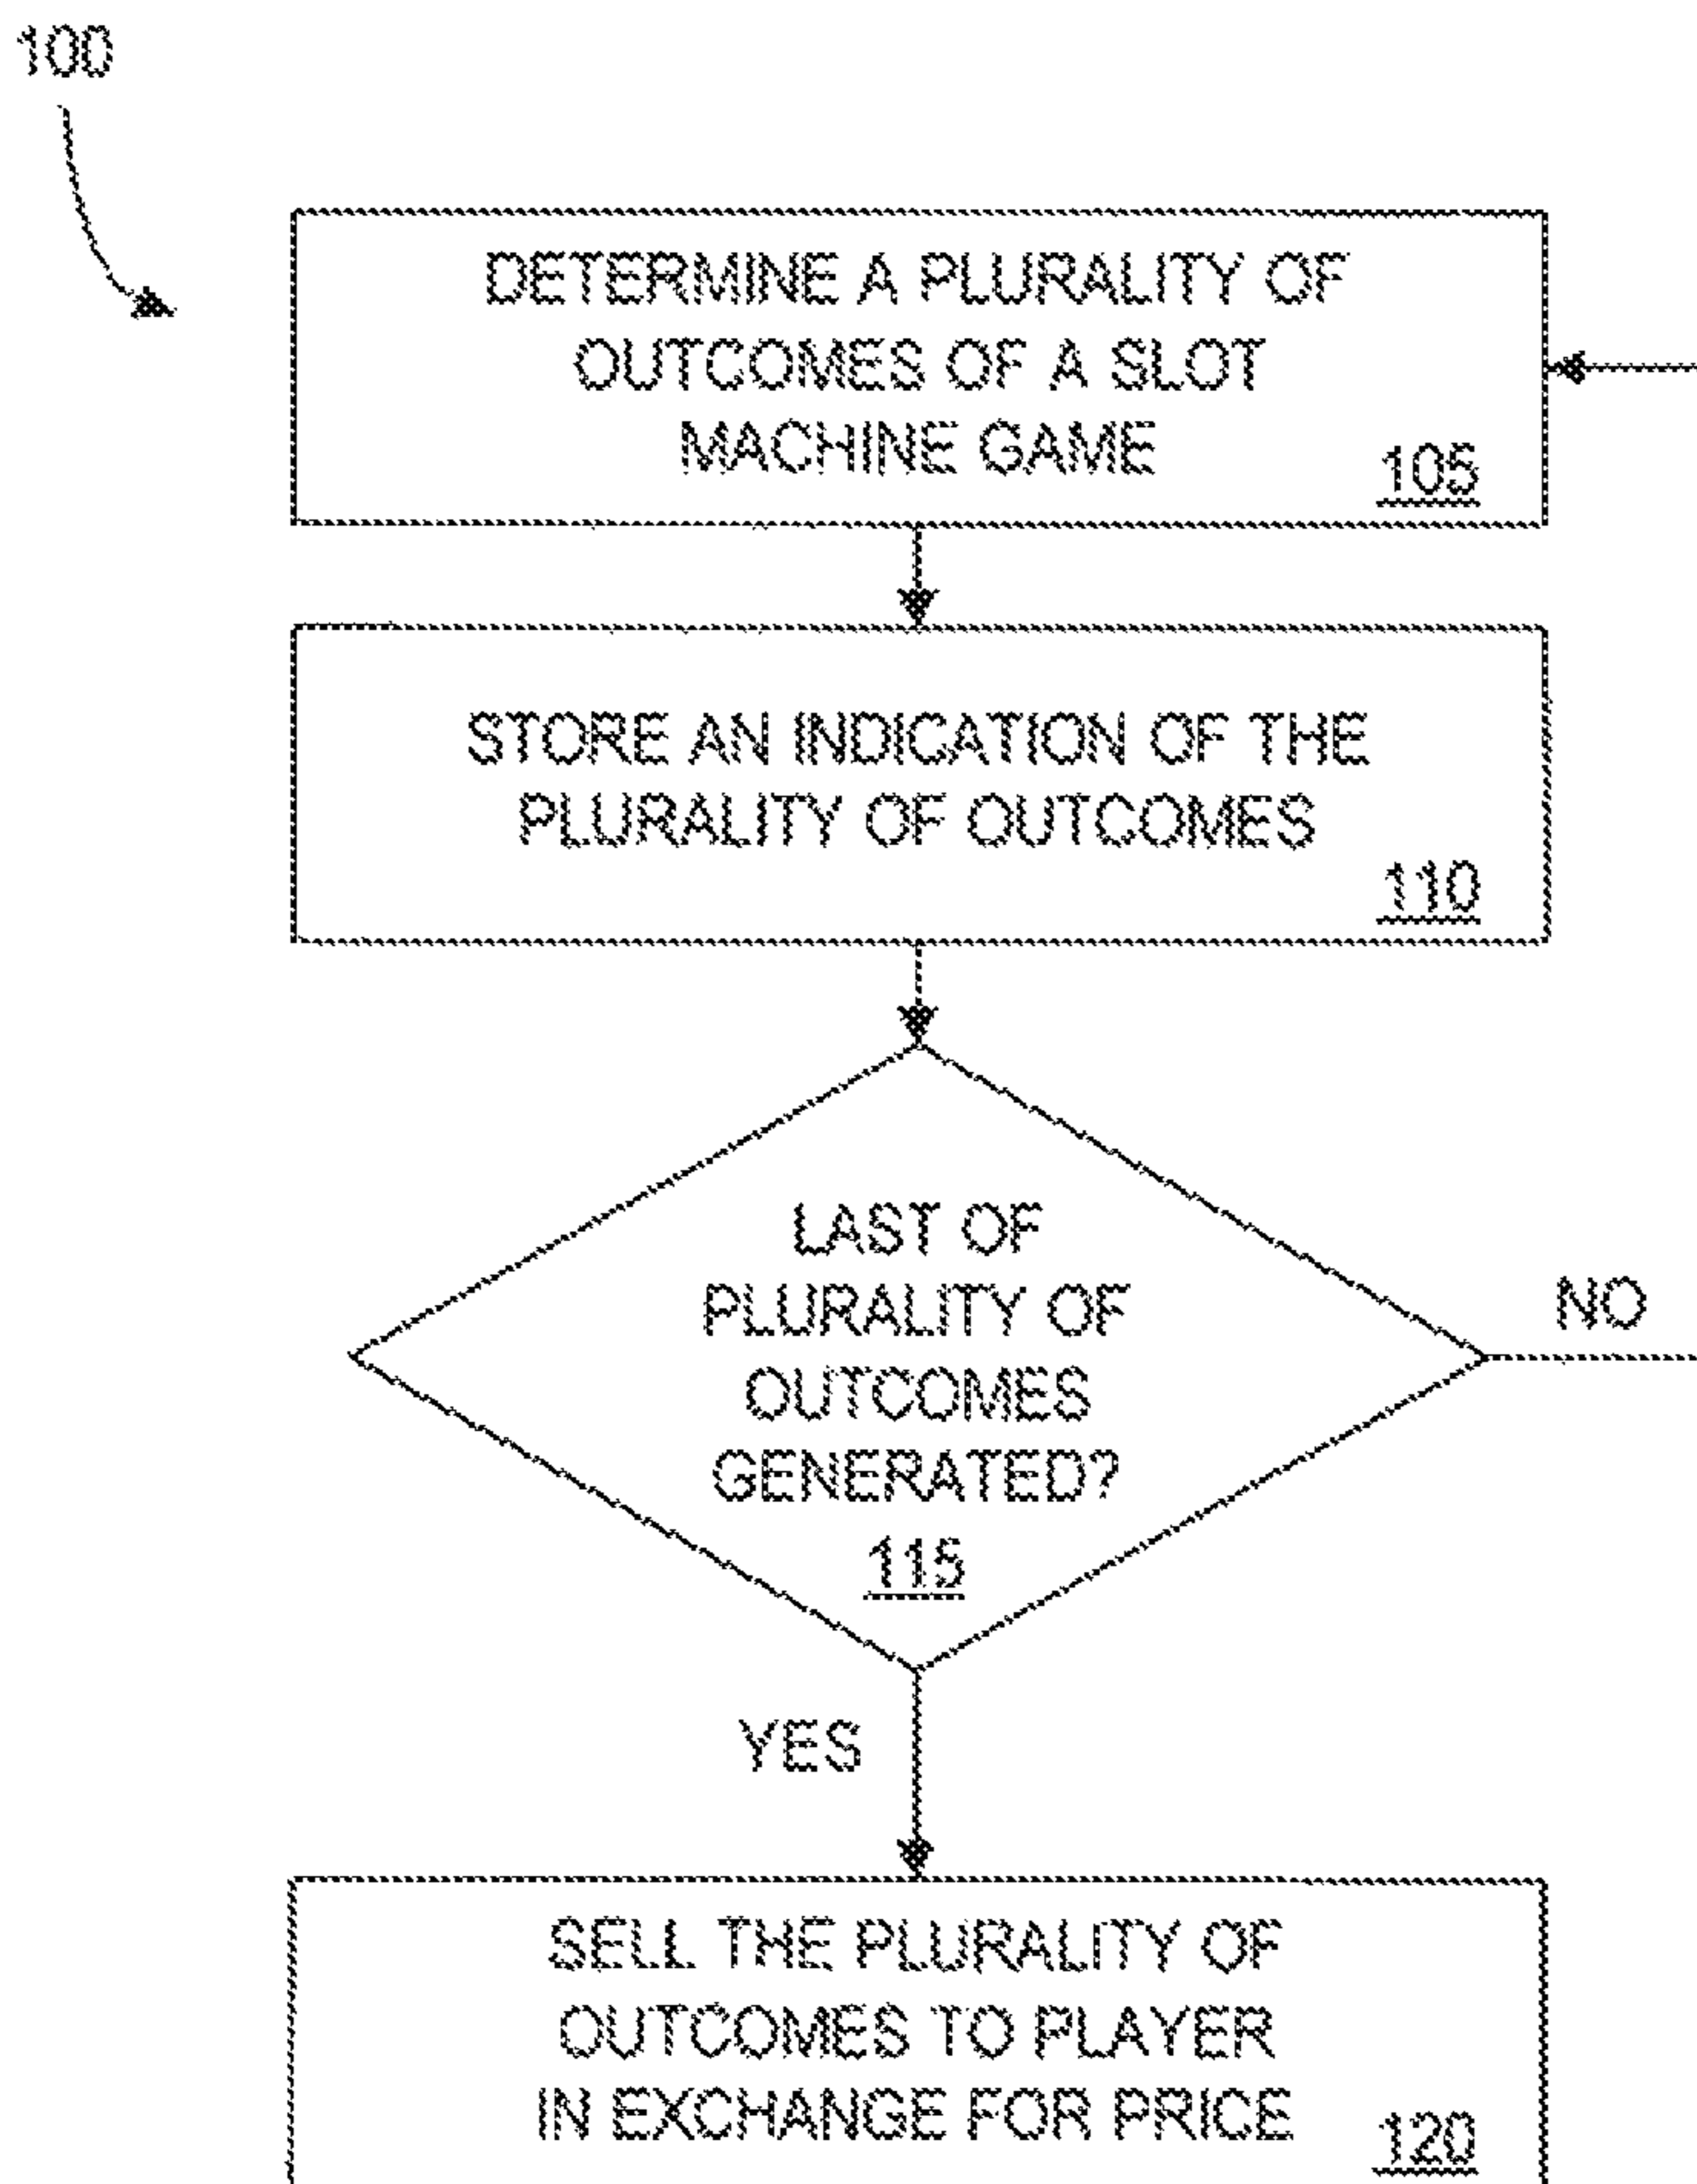 100
DETERMINE A PLURALITY OF
OUTCOMES OF A SLOT
MACHINE GAME
105
STORE AN INDICATION OF THE
PLURALITY OF OUTCOMES
110
LAST OF
PLURALITY OF
OUTCOMES
GENERATED?
115
NO
YES
SELL THE PLURALITY OF
OUTCOMES TO PLAYER
IN EXCHANGE FOR PRICE
120